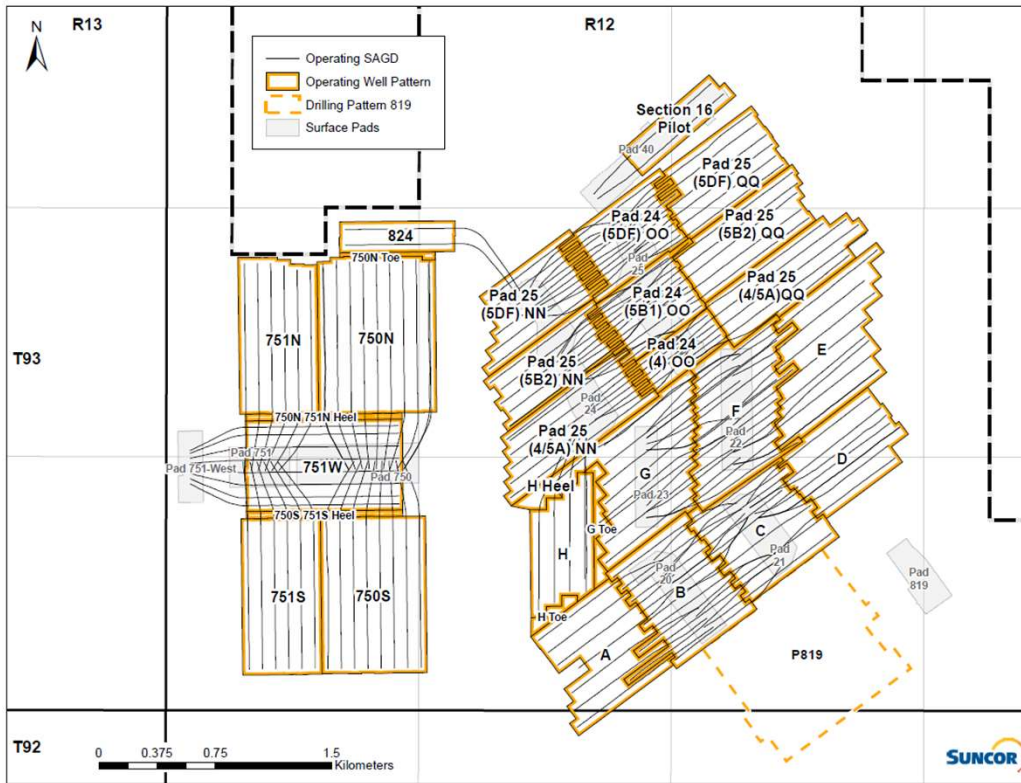 R13
R12
N
Operating SAGD
Operating Well Pattern
Drilling Pattern 819
Surface Pads
Section 16
Pilot
Pad 40
Pad 25
(5DF) QQ
Pad 24
(5DF) OO
Pad 25
(5B2) QQ
824
750N Toe
Pad
25
Pad 25
(4/5A)QQ
Pad 25
(5DF) NN
Pad 24
(5B1) OO
751N
750N
Pad 24
(4) OO
E
T93
Pad 25
(5B2) NN
Pad
24
F
750N 751N Heel
Pad
22
Pad 25
(4/5A) NN
Pad 751
Pad 751-West
751W
Pad 750
G
D
H Heel
Pad 23
750S 751S Heel
G Toe
C
Pad
21
H
Pad
20
B
Pad
819
751S
750S
H Toe
A
P819
T92
0 0.375 0.75 1.5
Kilometers
SUNCOR